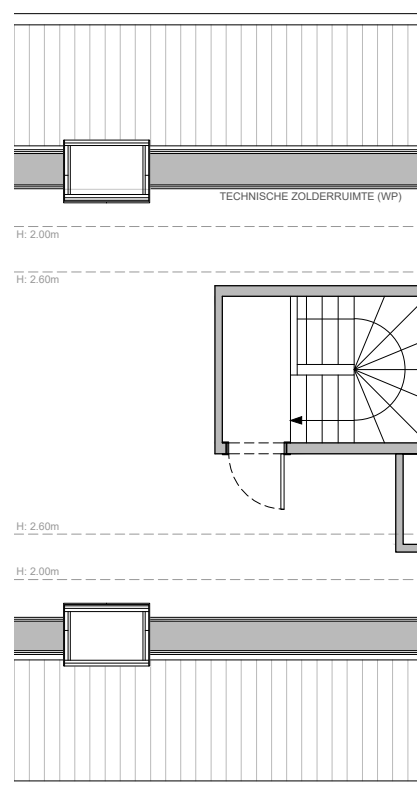 TECHNISCHE ZOLDERRUIMTE (WP)
H: 2.00m
H: 2.60m
H: 2.60m
H: 2.00m